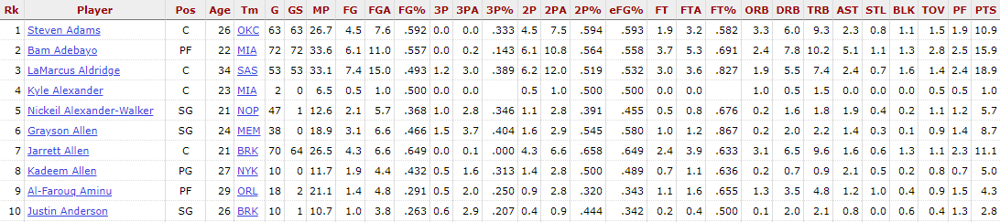 Rk Player Pos Age Tm G GS MP FG FGA FG% 3P 3PA 3P% 2P 2PA 2P% eFG% FT FTA FT% ORB DRB TRB AST STL BLK TOV PF PTS
1 Steven Adams C 26 OKC 63 63 26.7 4.5 7.6 .592 0.0 0.0 .333 4.5 7.5 .594 .593 1.9 3.2 .582 3.3 6.0 9.3 2.3 0.8 1.1 1.5 1.9 10.9
2 Bam Adebayo PF 22 MIA 72 72 33.6 6.1 11.0 .557 0.0 0.2 .143 6.1 10.8 .564 .558 3.7 5.3 .691 2.4 7.8 10.2 5.1 1.1 1.3 2.8 2.5 15.9
3 LaMarcus Aldridge C 34 SAS 53 53 33.1 7.4 15.0 .493 1.2 3.0 .389 6.2 12.0 .519 .532 3.0 3.6 .827 1.9 5.5 7.4 2.4 0.7 1.6 1.4 2.4 18.9
4 Kyle Alexander C 23 MIA 2 0 6.5 0.5 1.0 .500 0.0 0.0 0.5 1.0 .500 .500 0.0 0.0 1.0 0.5 1.5 0.0 0.0 0.0 0.5 0.5 1.0
5 Nickeil Alexander-Walker SG 21 NOP 47 1 12.6 2.1 5.7 .368 1.0 2.8 .346 1.1 2.8 .391 .455 0.5 0.8 .676 0.2 1.6 1.8 1.9 0.4 0.2 1.1 1.2 5.7
6 Grayson Allen SG 24 MEM 38 0 18.9 3.1 6.6 .466 1.5 3.7 .404 1.6 2.9 .545 .580 1.0 1.2 .867 0.2 2.0 2.2 1.4 0.3 0.1 0.9 1.4 8.7
7 Jarrett Allen C 21 BRK 70 64 26.5 4.3 6.6 .649 0.0 0.1 .000 4.3 6.6 .658 .649 2.4 3.9 .633 3.1 6.5 9.6 1.6 0.6 1.3 1.1 2.3 11.1
8 Kadeem Allen PG 27 NYK 10 0 11.7 1.9 4.4 .432 0.5 1.6 .313 1.4 2.8 .500 .489 0.7 1.1 .636 0.2 0.7 0.9 2.1 0.5 0.2 0.8 0.7 5.0
9 Al-Farouq Aminu PF 29 ORL 18 2 21.1 1.4 4.8 .291 0.5 2.0 .250 0.9 2.8 .320 .343 1.1 1.6 .655 1.3 3.5 4.8 1.2 1.0 0.4 0.9 1.5 4.3
10 Justin Anderson SG 26 BRK 10 1 10.7 1.0 3.8 .263 0.6 2.9 .207 0.4 0.9 .444 .342 0.2 0.4 .500 0.1 2.0 2.1 0.8 0.0 0.6 0.4 1.3 2.8